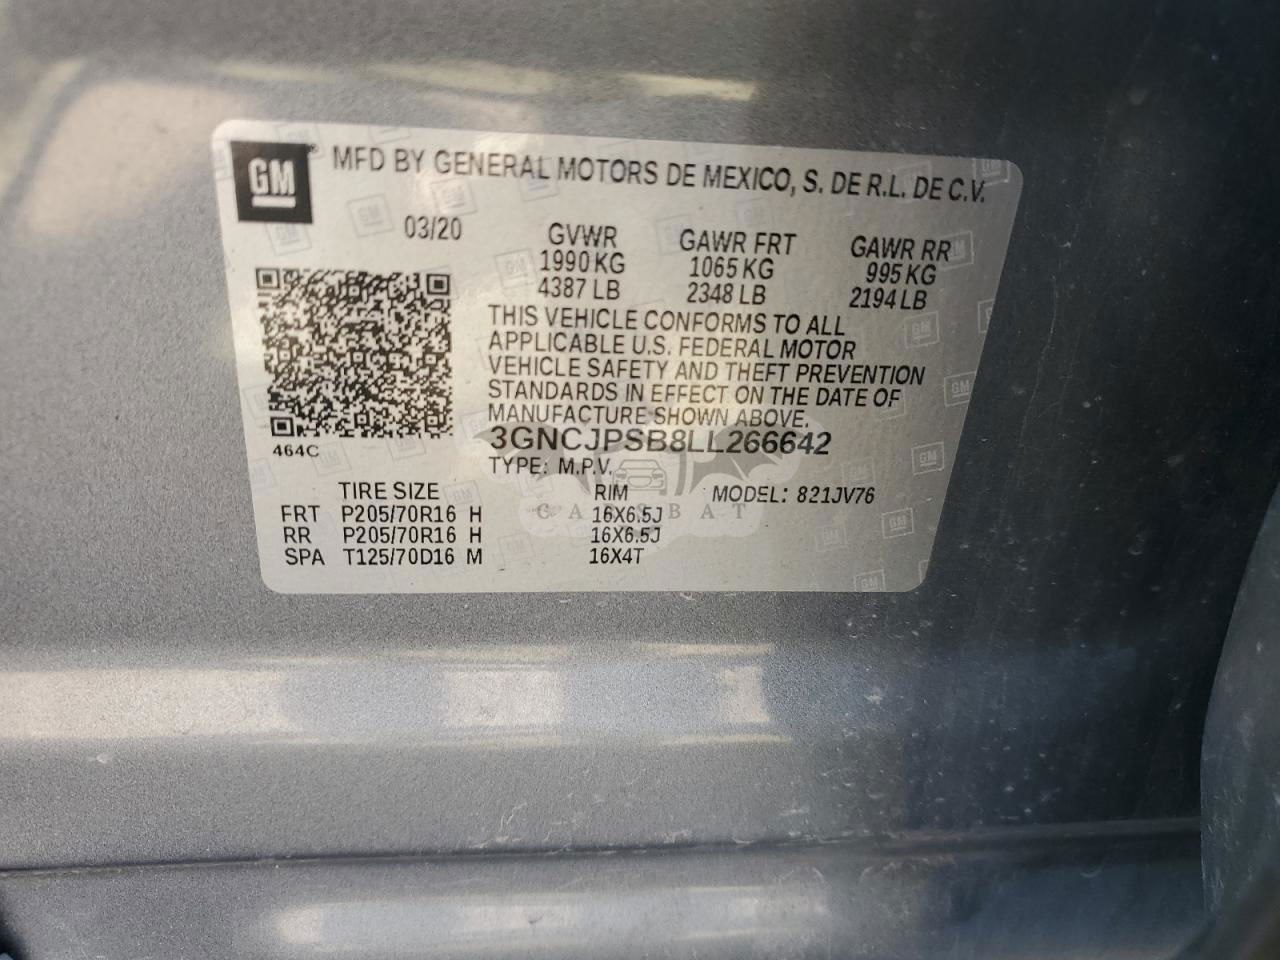 GM
MFD BY GENERAL MOTORS DE MEXICO, S. DE R.L. DE C.V.
03/20 GVWR GAWR FRT GAWR RR
1990 KG 1065 KG 995 KG
4387 LB 2348 LB 2194 LB
THIS VEHICLE CONFORMS TO ALL
APPLICABLE U.S. FEDERAL MOTOR
VEHICLE SAFETY AND THEFT PREVENTION
STANDARDS IN EFFECT ON THE DATE OF
MANUFACTURE SHOWN ABOVE.
464C
3GNCJPSB8LL266642
TYPE: M.P.V.
TIRE SIZE RIM MODEL: 821JV76
FRT P205/70R16 H 16X6.5J
RR P205/70R16 H 16X6.5J
SPA T125/70D16 M 16X4T
CARSBAT